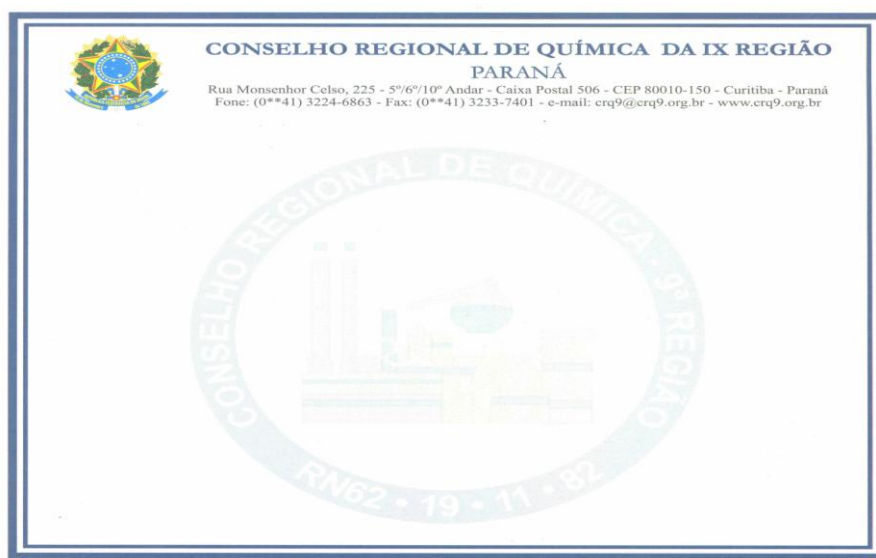 CONSELHO REGIONAL DE QUÍMICA DA IX REGIÃO
PARANÁ
Rua Monsenhor Celso, 225 - 5º/6º/10º Andar - Caixa Postal 506 - CEP 80010-150 - Curitiba - Paraná
Fone: (0**41) 3224-6863 - Fax: (0**41) 3233-7401 - e-mail: crq9@crq9.org.br - www.crq9.org.br
CONSELHO REGIONAL DE QUÍMICA - 9ª REGIÃO
RN62 • 19 • 11 • 82